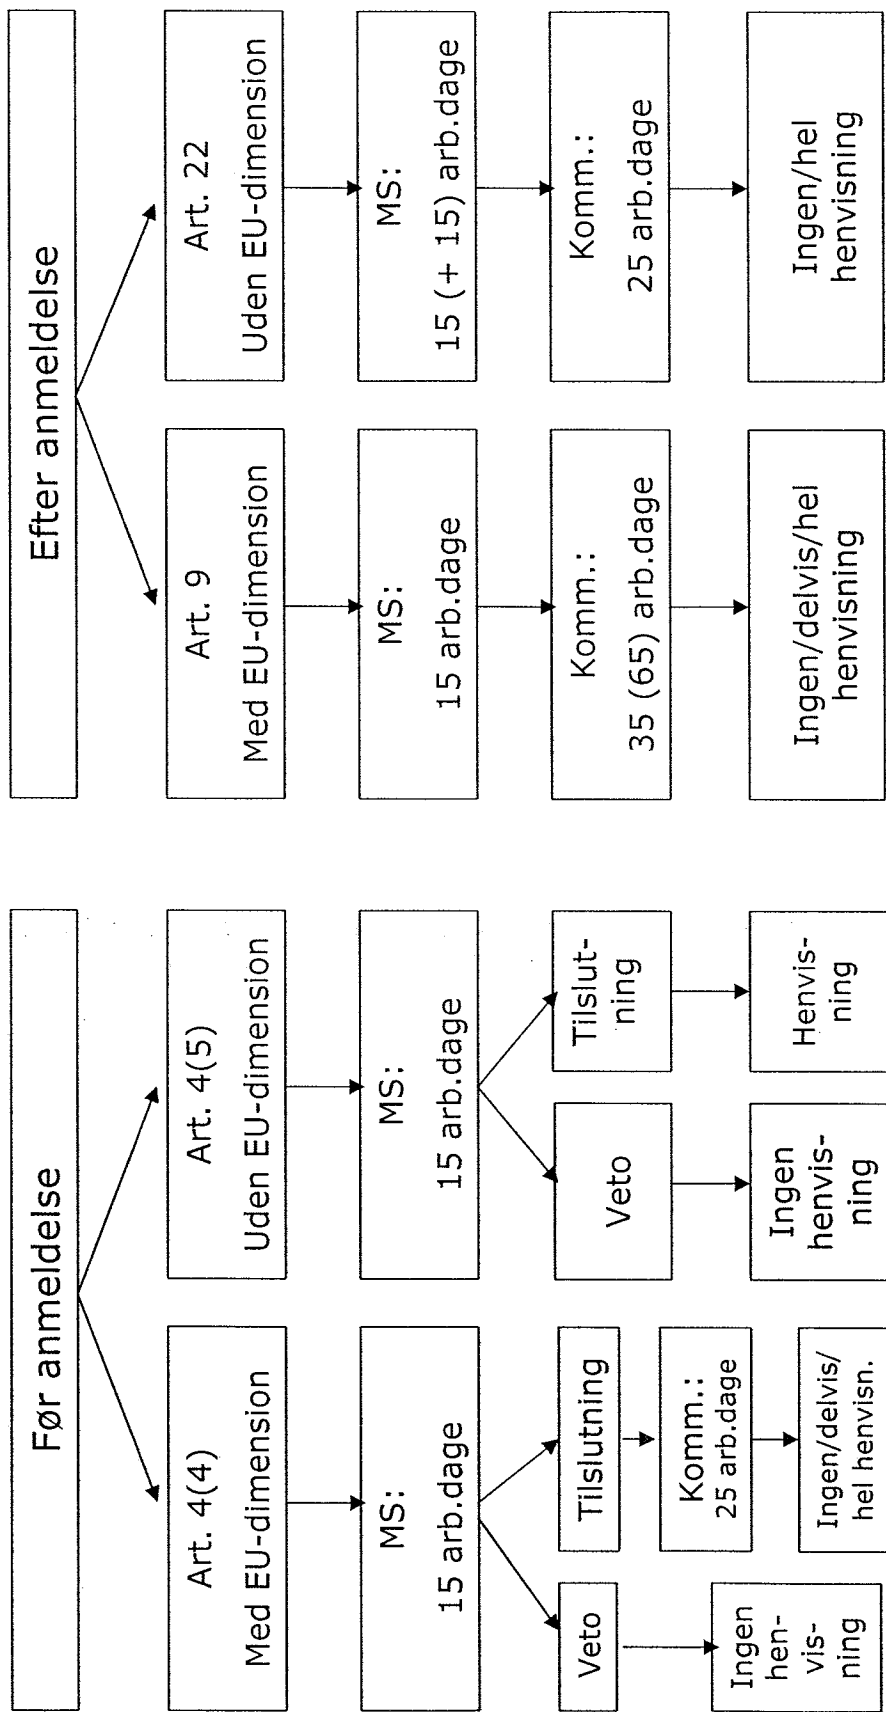 Før anmeldelse
Art. 4(4)
Med EU-dimension
MS:
15 arb.dage
Veto
Ingen
hen-
vis-
ning
Tilslutning
Komm.:
25 arb.dage
Ingen/delvis/
hel henvisn.
Art. 4(5)
Uden EU-dimension
MS:
15 arb.dage
Veto
Ingen
henvis-
ning
Tilslut-
ning
Henvis-
ning
Efter anmeldelse
Art. 9
Med EU-dimension
MS:
15 arb.dage
Komm.:
35 (65) arb.dage
Ingen/delvis/hel
henvisning
Art. 22
Uden EU-dimension
MS:
15 (+ 15) arb.dage
Komm.:
25 arb.dage
Ingen/hel
henvisning